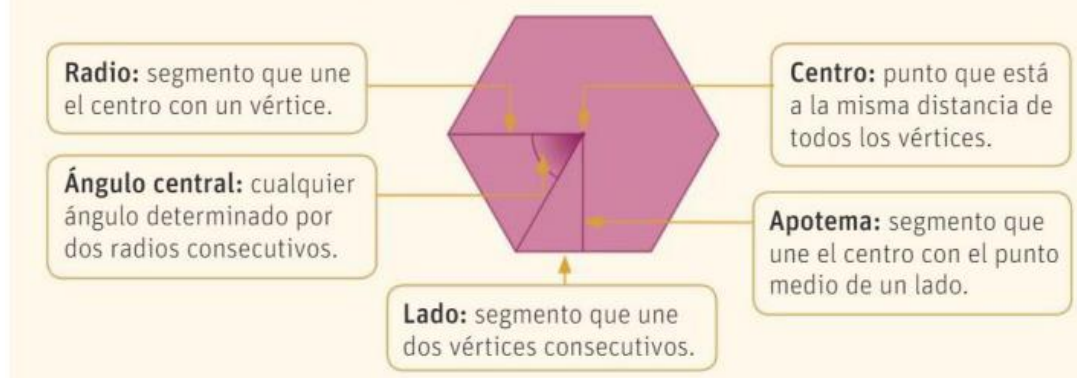 Radio: segmento que une
el centro con un vértice.
Centro: punto que está
a la misma distancia de
todos los vértices.
Ángulo central: cualquier
ángulo determinado por
dos radios consecutivos.
Apotema: segmento que
une el centro con el punto
medio de un lado.
Lado: segmento que une
dos vértices consecutivos.